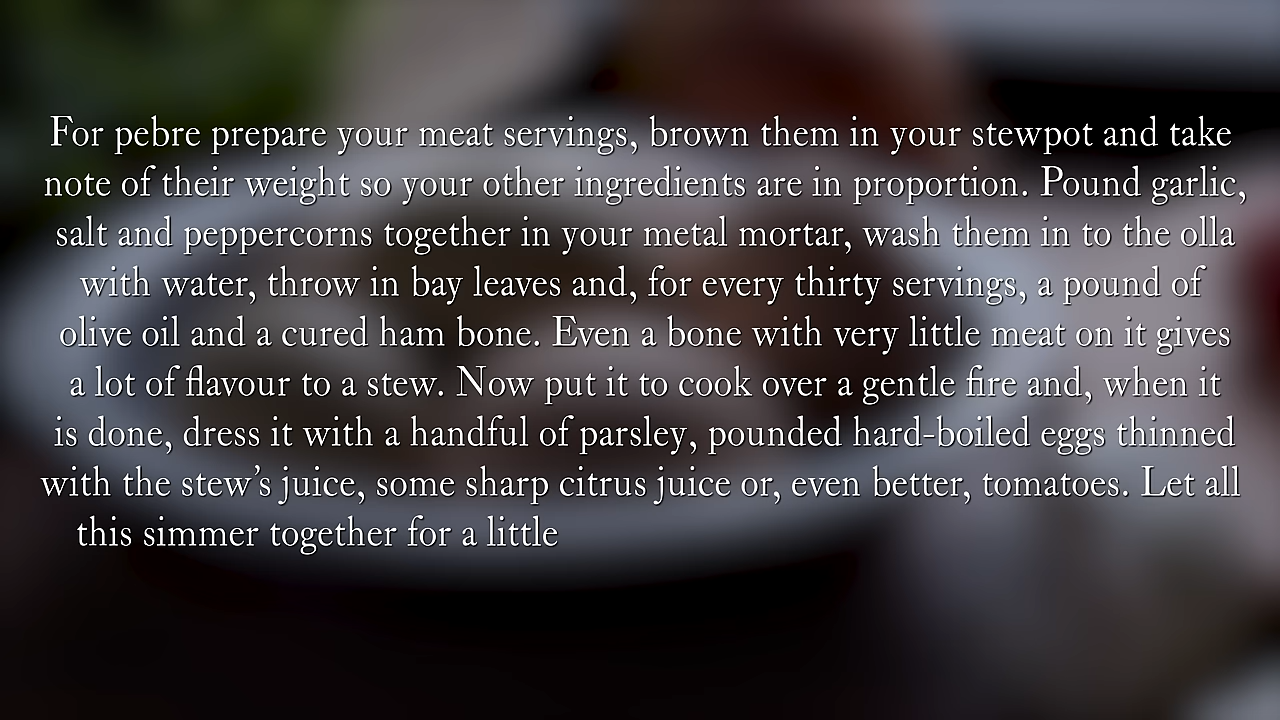 For pebre prepare your meat servings, brown them in your stewpot and take
note of their weight so your other ingredients are in proportion. Pound garlic,
salt and peppercorns together in your metal mortar, wash them in to the olla
with water, throw in bay leaves and, for every thirty servings, a pound of
olive oil and a cured ham bone. Even a bone with very little meat on it gives
a lot of flavour to a stew. Now put it to cook over a gentle fire and, when it
is done, dress it with a handful of parsley, pounded hard-boiled eggs thinned
with the stew’s juice, some sharp citrus juice or, even better, tomatoes. Let all
this simmer together for a little